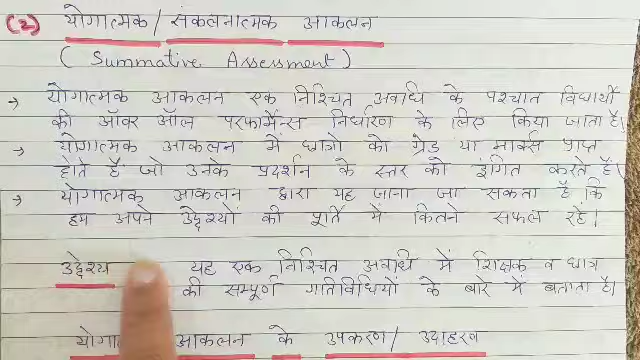 (2) योगात्मक / संकलनात्मक आकलन
( Summative Assessment )
→ योगात्मक आकलन एक निश्चित अवधि के पश्चात विद्यार्थी
की ऑवर ऑल परफॉर्मेन्स निर्धारण के लिए किया जाता है।
→ योगात्मक आकलन में छात्रो को ग्रेड या मार्क्स प्राप्त
होते हैं जो उनके प्रदर्शन के स्तर को इंगित करते हैं।
→ योगात्मक आकलन द्वारा यह जाना जा सकता है कि
हम अपने उद्देश्यों की पूर्ति में कितने सफल रहें।
उद्देश्य यह एक निश्चित अवधि में शिक्षक व छात्र
की सम्पूर्ण गतिविधियों के बारे में बताता है।
आकलन के उपकरण / उदाहरण